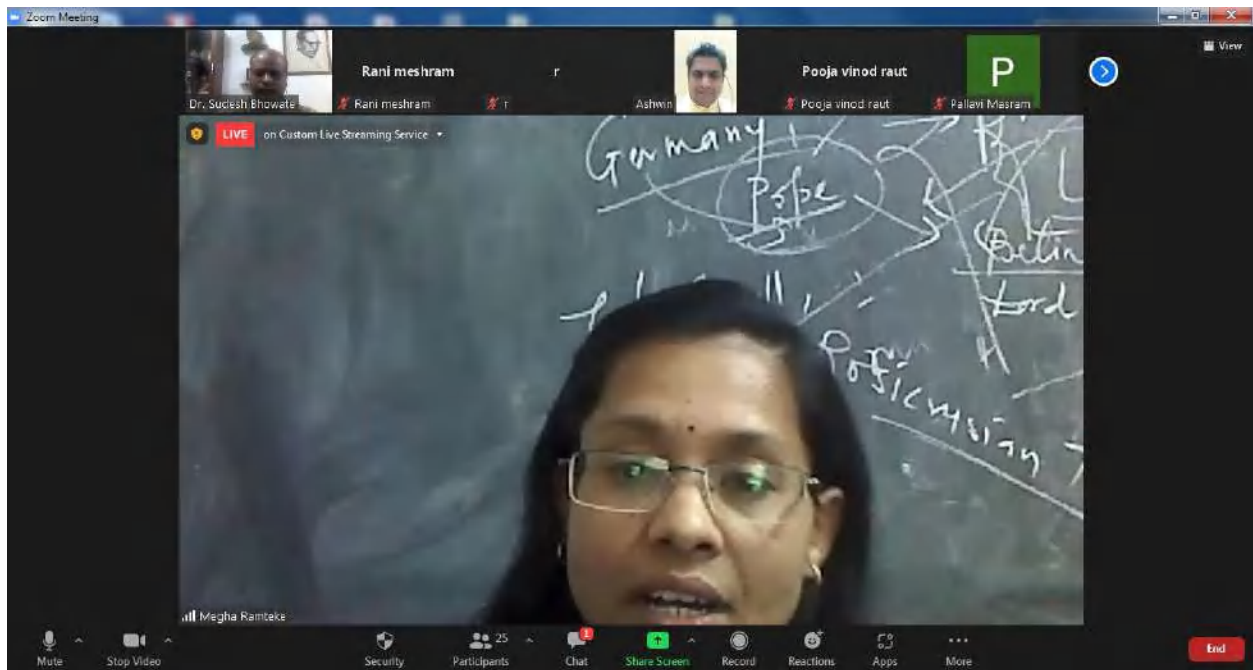 Zoom Meeting
View
Rani meshram
r
Pooja vinod raut
P
Dr. Sudesh Bhowate
Rani meshram
r
Ashwin
Pooja vinod raut
Pallavi Masram
LIVE on Custom Live Streaming Service
Germany
Pope
Lord
Megha Ramteke
25
1
Mute
Stop Video
Security
Participants
Chat
Share Screen
Record
Reactions
Apps
More
End